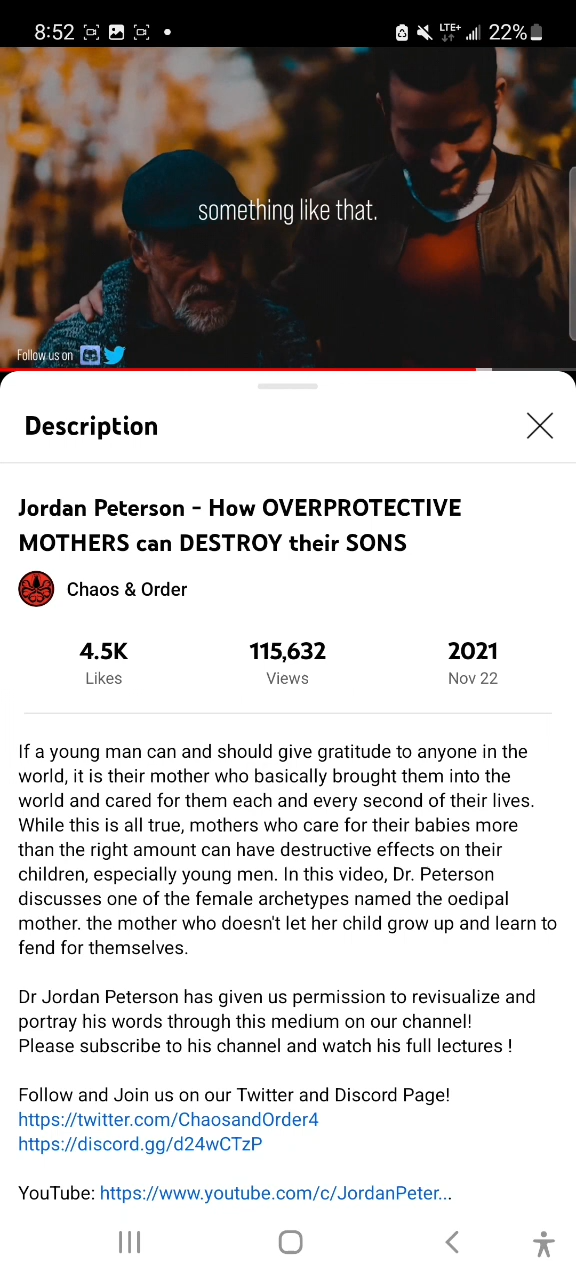 8:52
LTE+
22%
something like that.
Follow us on
Description
Jordan Peterson - How OVERPROTECTIVE
MOTHERS can DESTROY their SONS
Chaos & Order
4.5K 115,632 2021
Likes Views Nov 22
If a young man can and should give gratitude to anyone in the
world, it is their mother who basically brought them into the
world and cared for them each and every second of their lives.
While this is all true, mothers who care for their babies more
than the right amount can have destructive effects on their
children, especially young men. In this video, Dr. Peterson
discusses one of the female archetypes named the oedipal
mother. the mother who doesn't let her child grow up and learn to
fend for themselves.
Dr Jordan Peterson has given us permission to revisualize and
portray his words through this medium on our channel!
Please subscribe to his channel and watch his full lectures !
Follow and Join us on our Twitter and Discord Page!
https://twitter.com/ChaosandOrder4
https://discord.gg/d24wCTzP
YouTube: https://www.youtube.com/c/JordanPeter...